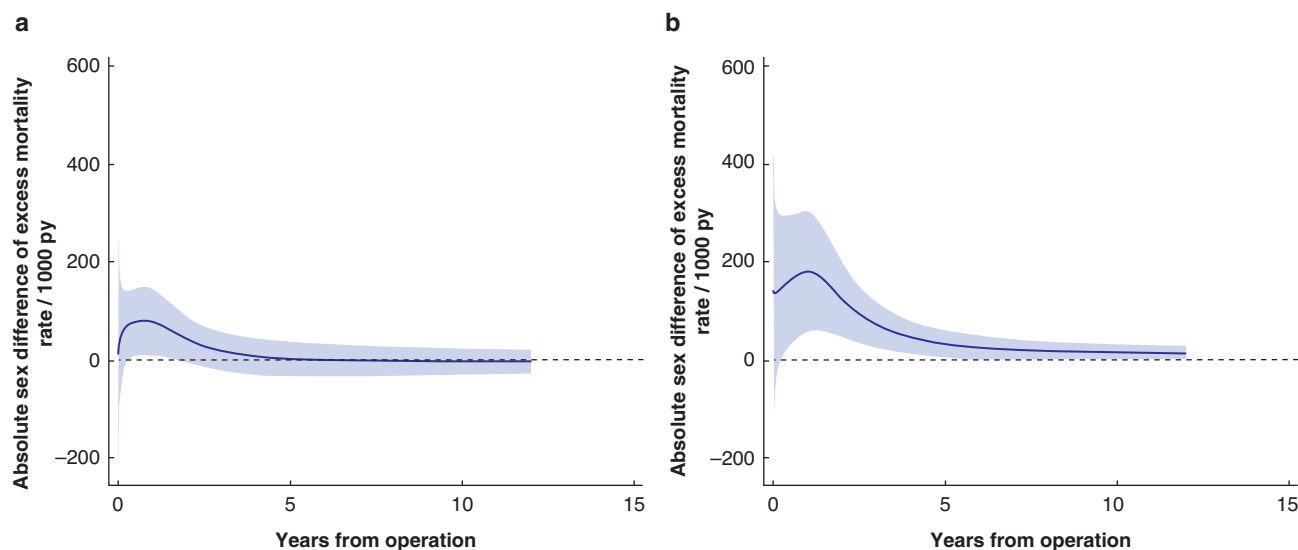 a
Absolute sex difference of excess mortality
rate / 1000 py
600
400
200
0
–200
0
5
10
15
Years from operation
b
Absolute sex difference of excess mortality
rate / 1000 py
600
400
200
0
–200
0
5
10
15
Years from operation